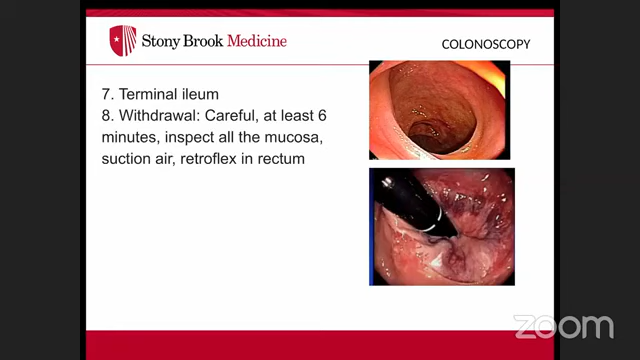 Stony Brook Medicine
COLONOSCOPY
7. Terminal ileum
8. Withdrawal: Careful, at least 6
minutes, inspect all the mucosa,
suction air, retroflex in rectum
zoom